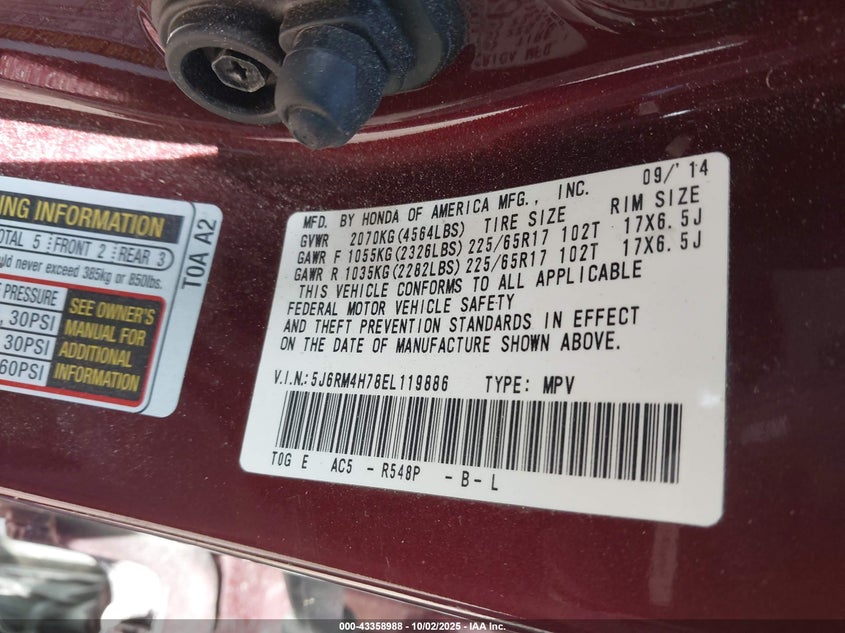 ING INFORMATION
OTAL 5 FRONT 2 REAR 3
uld never exceed 385kg or 850lbs.
PRESSURE
, 30PSI
30PSI
60PSI
SEE OWNER'S
MANUAL FOR
ADDITIONAL
INFORMATION
T0A A2
09/'14
MFD. BY HONDA OF AMERICA MFG., INC.
GVWR 2070KG(4564LBS) TIRE SIZE RIM SIZE
GAWR F 1055KG(2326LBS) 225/65R17 102T 17X6.5J
GAWR R 1035KG(2282LBS) 225/65R17 102T 17X6.5J
THIS VEHICLE CONFORMS TO ALL APPLICABLE
FEDERAL MOTOR VEHICLE SAFETY
AND THEFT PREVENTION STANDARDS IN EFFECT
ON THE DATE OF MANUFACTURE SHOWN ABOVE.
V.I.N.:5J6RM4H78EL119886 TYPE: MPV
T0G E AC5 - R548P - B - L
000-43358988 - 10/02/2025 - IAA Inc.